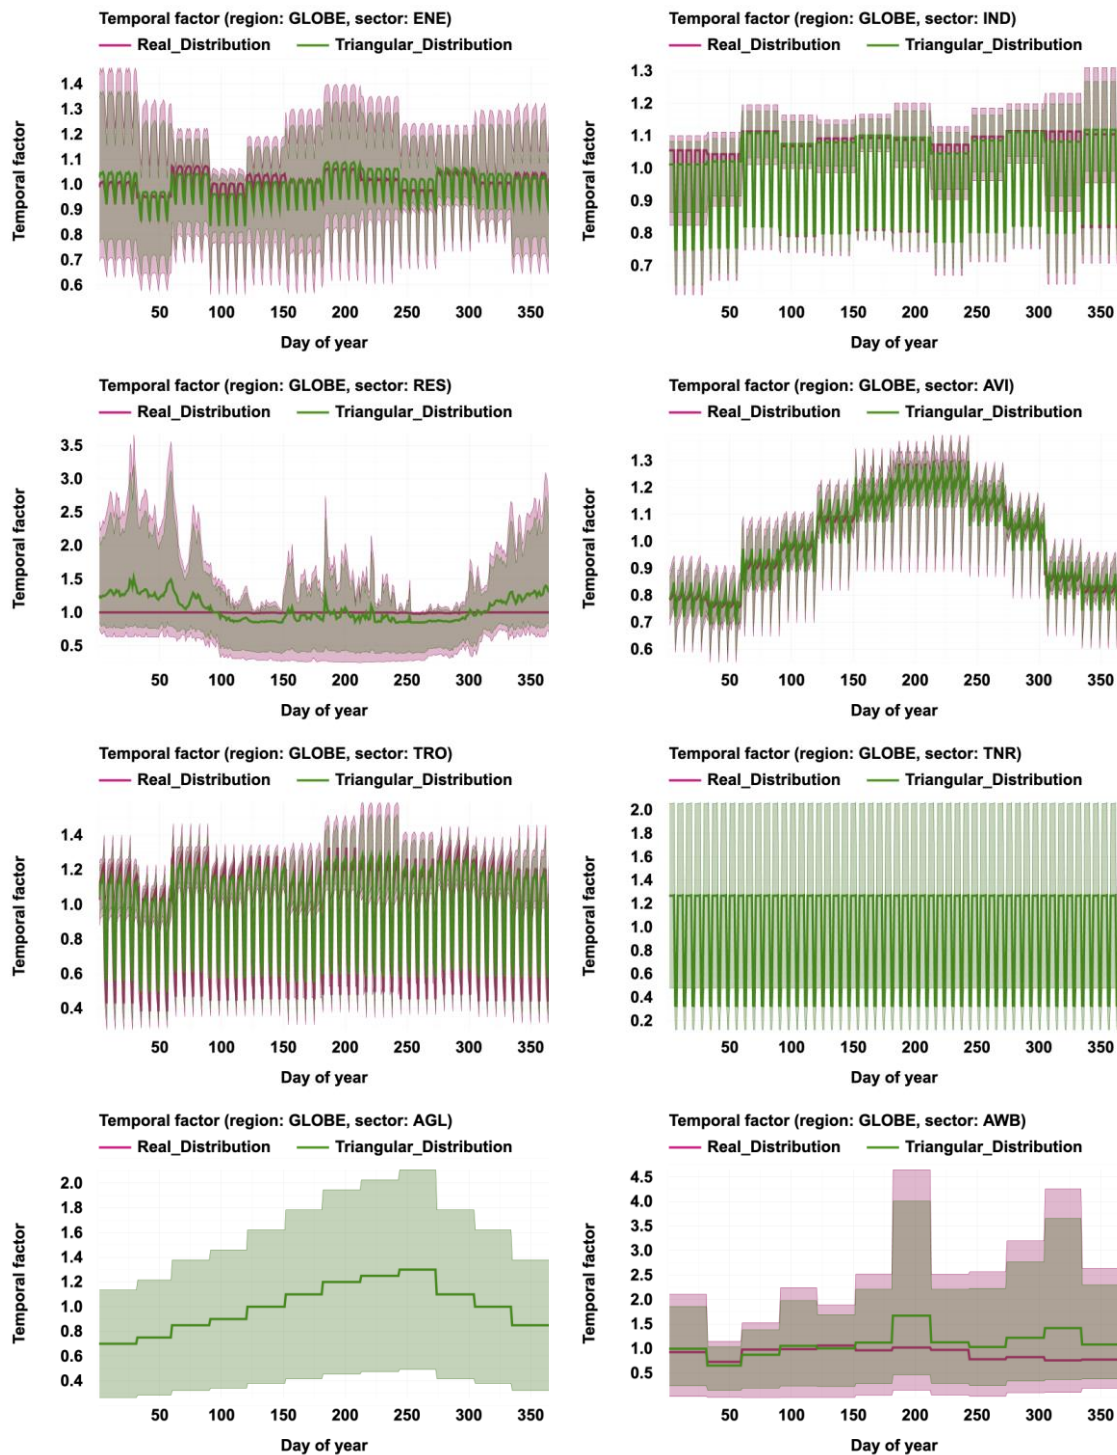 Temporal factor (region: GLOBE, sector: ENE)
Real_Distribution Triangular_Distribution
Temporal factor
1.4
1.3
1.2
1.1
1.0
0.9
0.8
0.7
0.6
50 100 150 200 250 300 350
Day of year
Temporal factor (region: GLOBE, sector: IND)
Real_Distribution Triangular_Distribution
Temporal factor
1.3
1.2
1.1
1.0
0.9
0.8
0.7
50 100 150 200 250 300 350
Day of year
Temporal factor (region: GLOBE, sector: RES)
Real_Distribution Triangular_Distribution
Temporal factor
3.5
3.0
2.5
2.0
1.5
1.0
0.5
50 100 150 200 250 300 350
Day of year
Temporal factor (region: GLOBE, sector: AVI)
Real_Distribution Triangular_Distribution
Temporal factor
1.3
1.2
1.1
1.0
0.9
0.8
0.7
0.6
50 100 150 200 250 300 350
Day of year
Temporal factor (region: GLOBE, sector: TRO)
Real_Distribution Triangular_Distribution
Temporal factor
1.4
1.2
1.0
0.8
0.6
0.4
50 100 150 200 250 300 350
Day of year
Temporal factor (region: GLOBE, sector: TNR)
Real_Distribution Triangular_Distribution
Temporal factor
2.0
1.8
1.6
1.4
1.2
1.0
0.8
0.6
0.4
0.2
50 100 150 200 250 300 350
Day of year
Temporal factor (region: GLOBE, sector: AGL)
Real_Distribution Triangular_Distribution
Temporal factor
2.0
1.8
1.6
1.4
1.2
1.0
0.8
0.6
0.4
50 100 150 200 250 300 350
Day of year
Temporal factor (region: GLOBE, sector: AWB)
Real_Distribution Triangular_Distribution
Temporal factor
4.5
4.0
3.5
3.0
2.5
2.0
1.5
1.0
0.5
50 100 150 200 250 300 350
Day of year